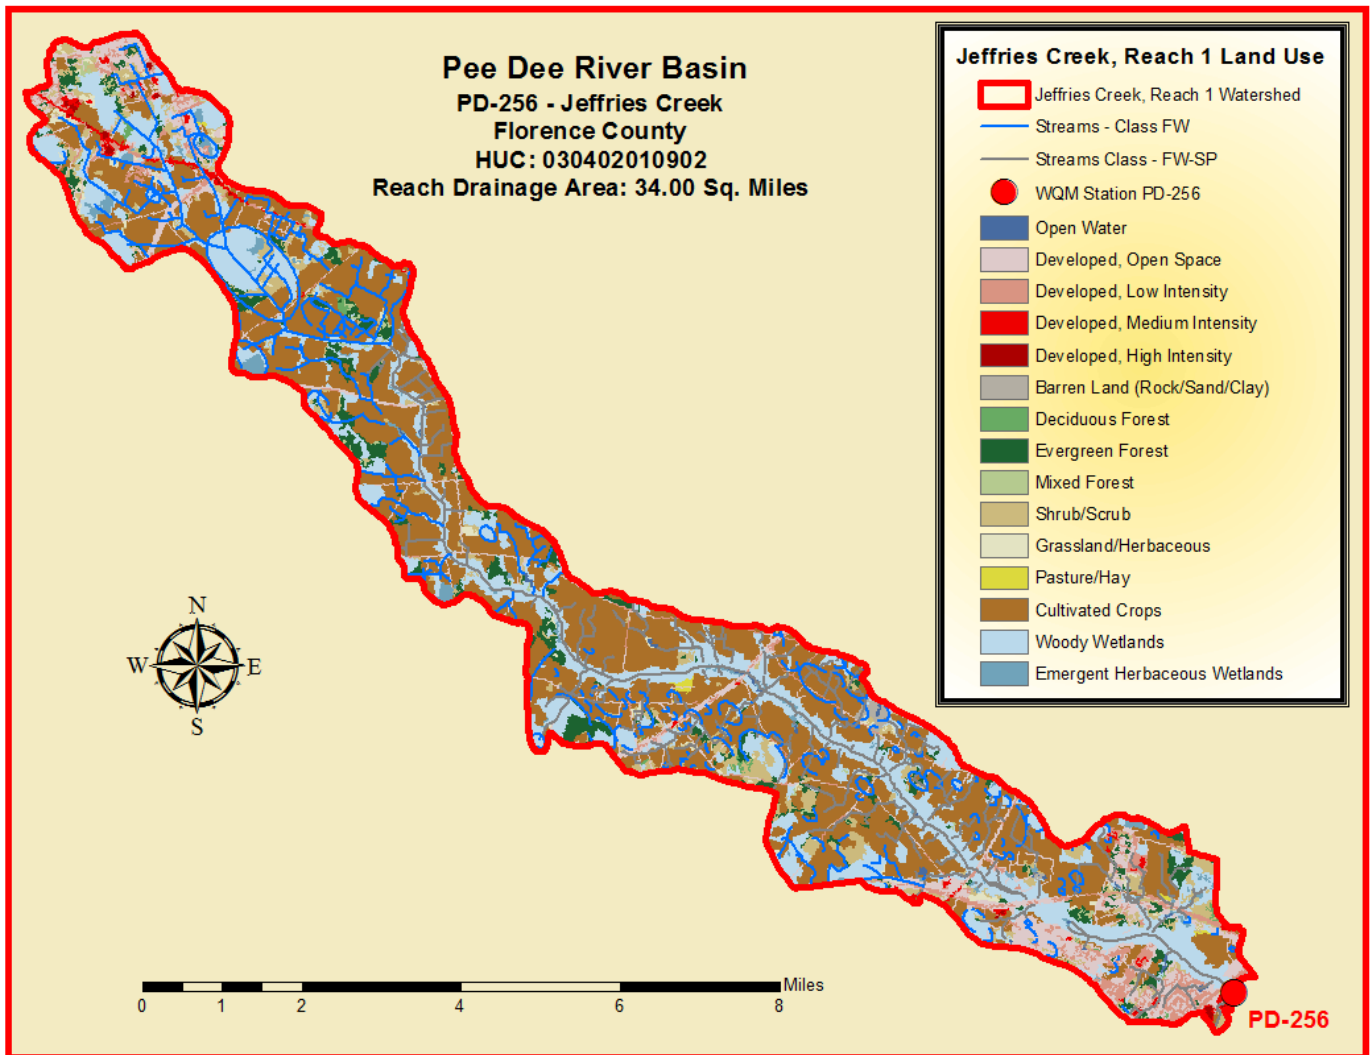 Pee Dee River Basin
PD-256 - Jeffries Creek
Florence County
HUC: 030402010902
Reach Drainage Area: 34.00 Sq. Miles
Jeffries Creek, Reach 1 Land Use
Jeffries Creek, Reach 1 Watershed
Streams - Class FW
Streams Class - FW-SP
WQM Station PD-256
Open Water
Developed, Open Space
Developed, Low Intensity
Developed, Medium Intensity
Developed, High Intensity
Barren Land (Rock/Sand/Clay)
Deciduous Forest
Evergreen Forest
Mixed Forest
Shrub/Scrub
Grassland/Herbaceous
Pasture/Hay
Cultivated Crops
Woody Wetlands
Emergent Herbaceous Wetlands
N
W E
S
Miles
0 1 2 4 6 8
PD-256